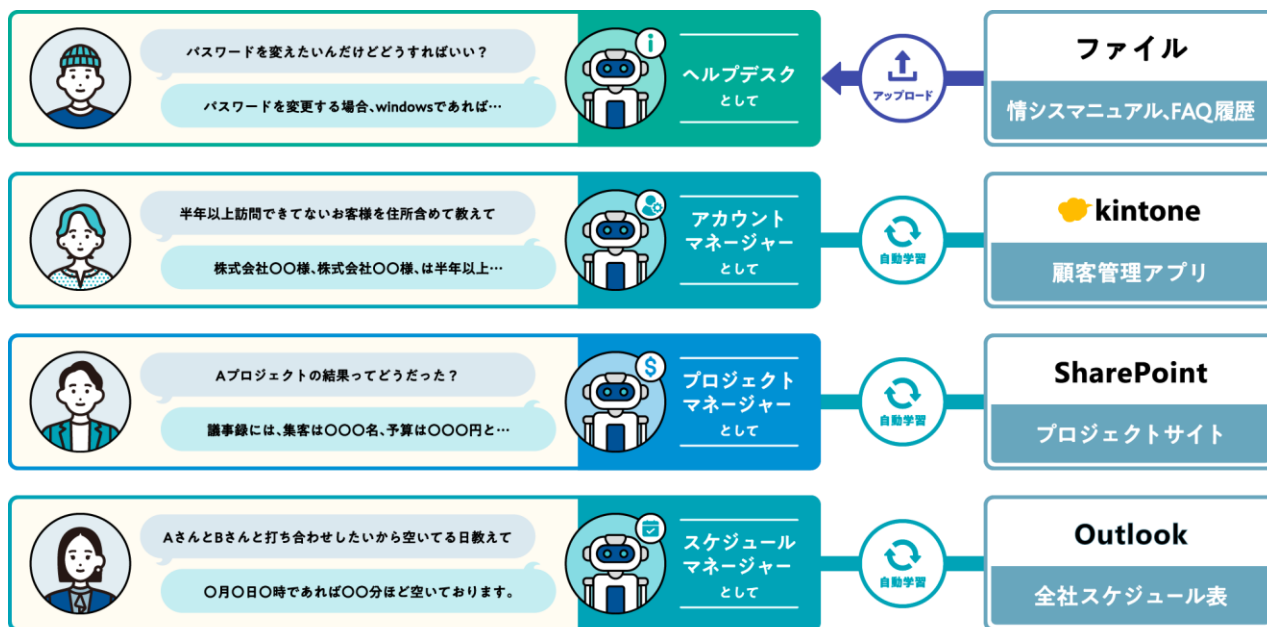 パスワードを変えたいんだけどどうすればいい？
パスワードを変更する場合、windowsであれば…
i
ヘルプデスク
として
アップロード
ファイル
情シスマニュアル、FAQ履歴
半年以上訪問できてないお客様を住所含めて教えて
株式会社〇〇様、株式会社〇〇様、は半年以上…
アカウント
マネージャー
として
自動学習
kintone
顧客管理アプリ
Aプロジェクトの結果ってどうだった？
議事録には、集客は〇〇〇名、予算は〇〇〇円と…
$
プロジェクト
マネージャー
として
自動学習
SharePoint
プロジェクトサイト
AさんとBさんと打ち合わせしたいから空いてる日教えて
〇月〇日〇時であれば〇〇分ほど空いております。
スケジュール
マネージャー
として
自動学習
Outlook
全社スケジュール表